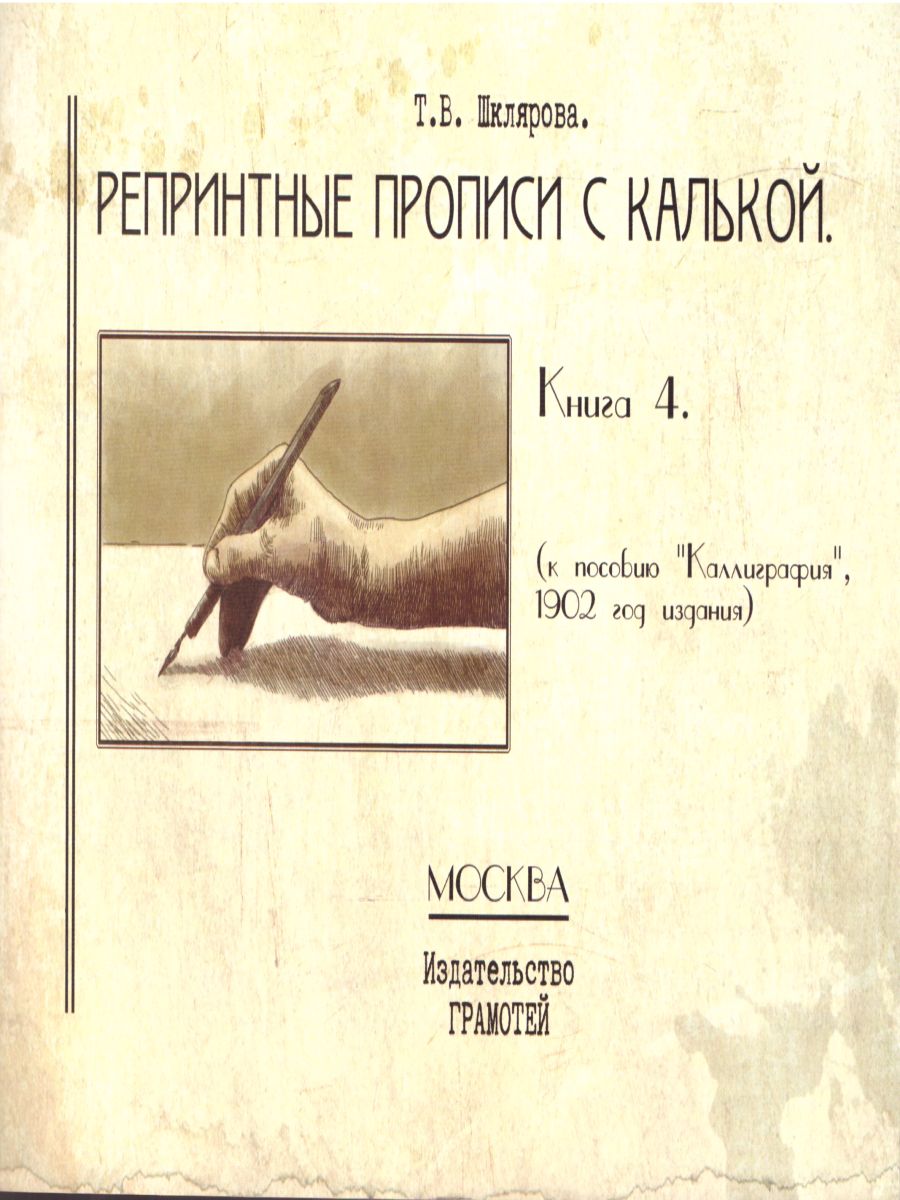 Т.В. Шклярова.
РЕПРИНТНЫЕ ПРОПИСИ С КАЛЬКОЙ.
Книга 4.
(к пособию "Каллиграфия",
1902 год издания)
МОСКВА
Издательство
ГРАМОТЕЙ